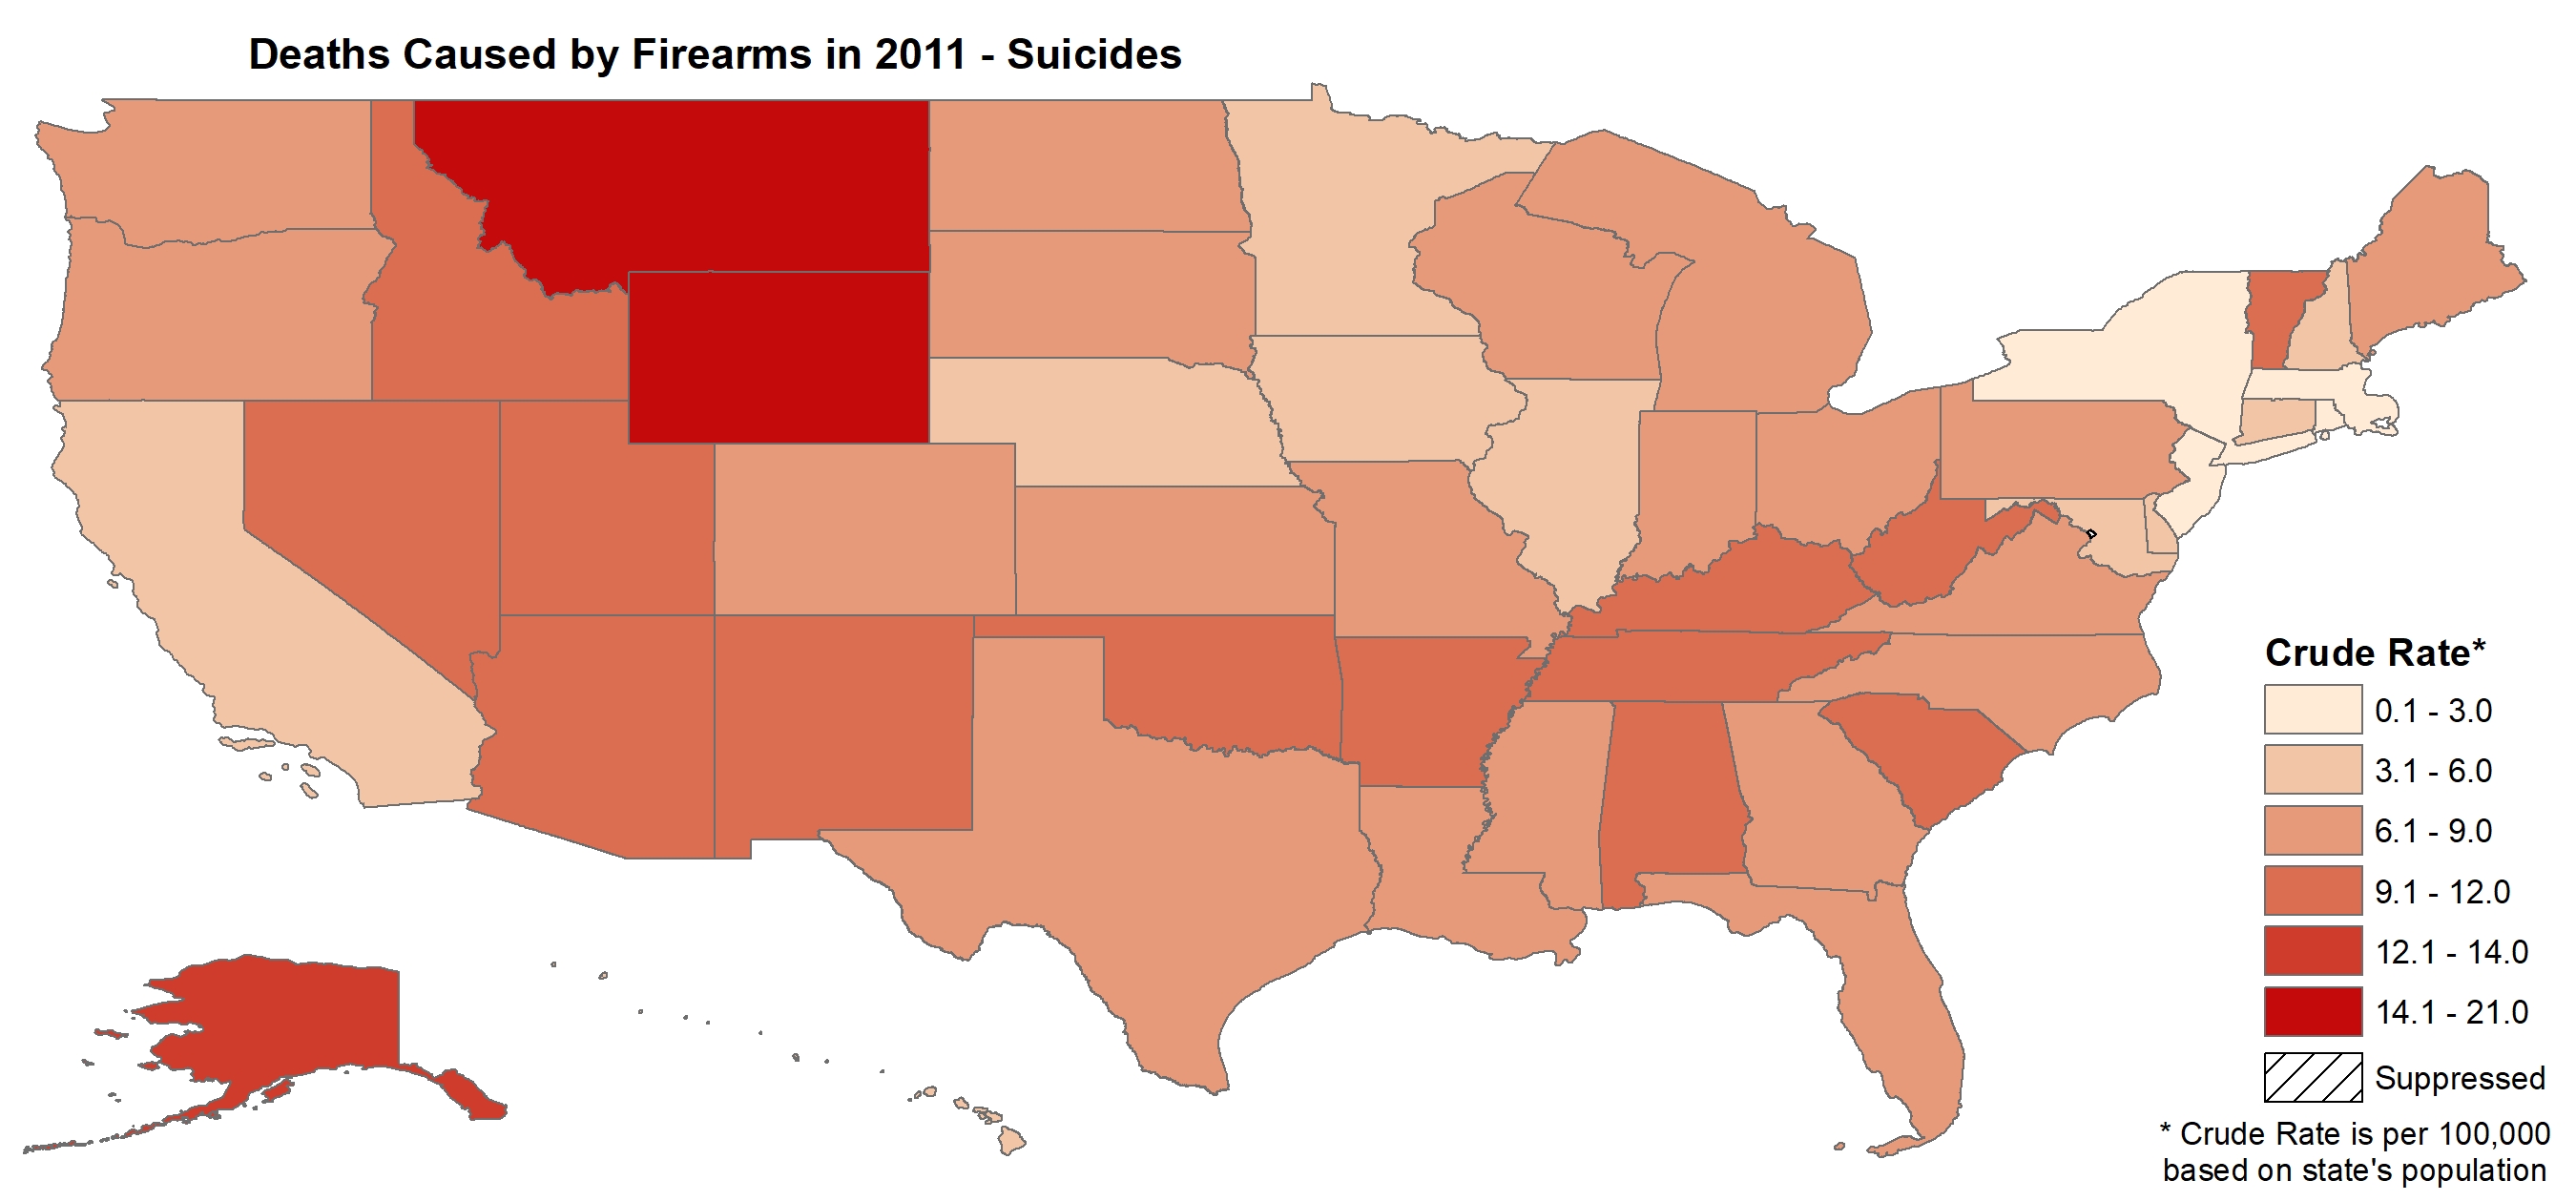 Deaths Caused by Firearms in 2011 - Suicides
Crude Rate*
0.1 - 3.0
3.1 - 6.0
6.1 - 9.0
9.1 - 12.0
12.1 - 14.0
14.1 - 21.0
Suppressed
* Crude Rate is per 100,000
based on state's population